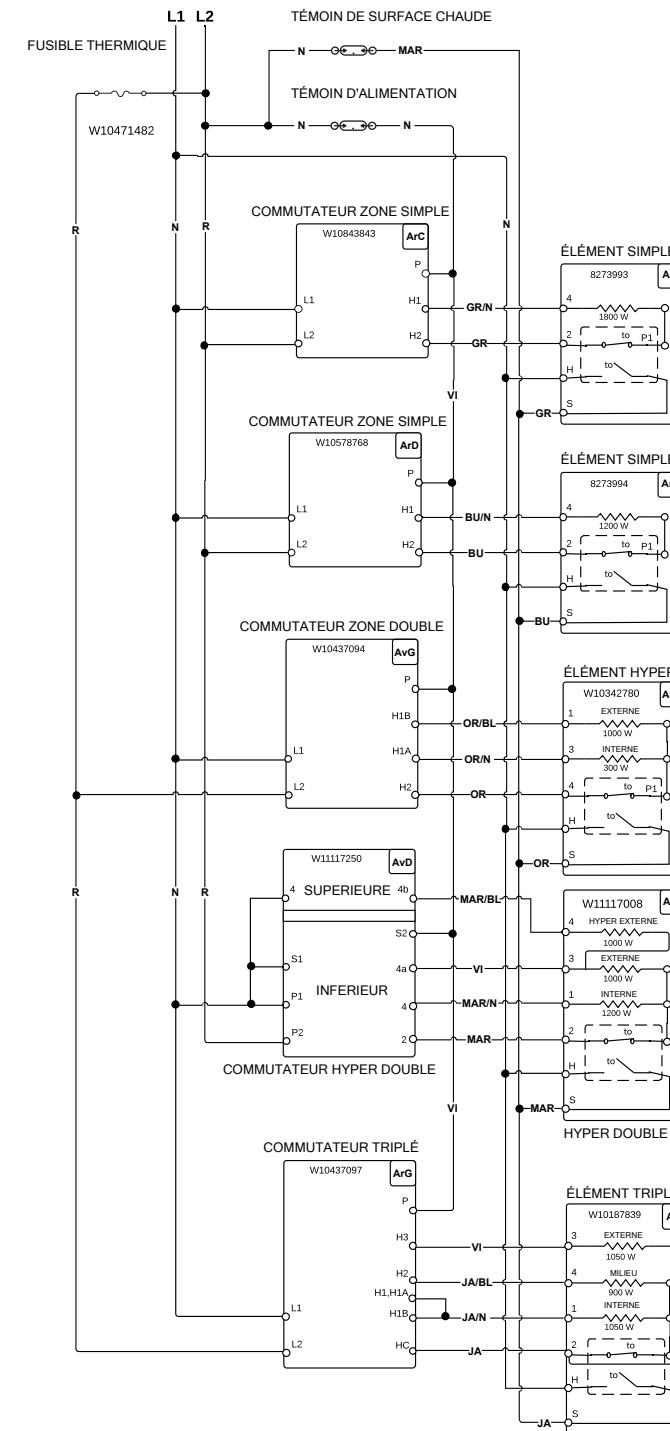 L1 L2
TÉMOIN DE SURFACE CHAUDE
FUSIBLE THERMIQUE
N MAR
TÉMOIN D'ALIMENTATION
W10471482
N N
COMMUTATEUR ZONE SIMPLE
R N R N
W10843843 ArC
P
ÉLÉMENT SIMPLE
8273993 A
L1 H1 GR/N 4
1800 W
L2 H2 GR 2 to P1
H to
VI
S
GR
COMMUTATEUR ZONE SIMPLE
W10578768 ArD
P
ÉLÉMENT SIMPLE
8273994 A
L1 H1 BU/N 4
1200 W
L2 H2 BU 2 to P1
H to
S
BU
COMMUTATEUR ZONE DOUBLE
W10437094 AvG
P
ÉLÉMENT HYPER
W10342780 A
H1B OR/BL 1 EXTERNE
1000 W
L1 H1A OR/N 3 INTERNE
300 W
L2 H2 OR 4 to P1
H to
S
OR
W11117250 AvD
R N R
4 SUPERIEURE 4b MAR/BL
W11117008 A
4 HYPER EXTERNE
1000 W
S2
S1 4a VI 3 EXTERNE
1000 W
P1 INFERIEUR 4 MAR/N 1 INTERNE
1200 W
P2 2 MAR 2 to
H to
COMMUTATEUR HYPER DOUBLE
S
VI MAR
HYPER DOUBLE
COMMUTATEUR TRIPLÉ
W10437097 ArG
P
ÉLÉMENT TRIPL
W10187839 A
H3 VI 3 EXTERNE
1050 W
H2 JA/BL 4 MILIEU
900 W
H1,H1A
L1 H1B JA/N 1 INTERNE
1050 W
L2 HC JA 2 to
H to
S
JA